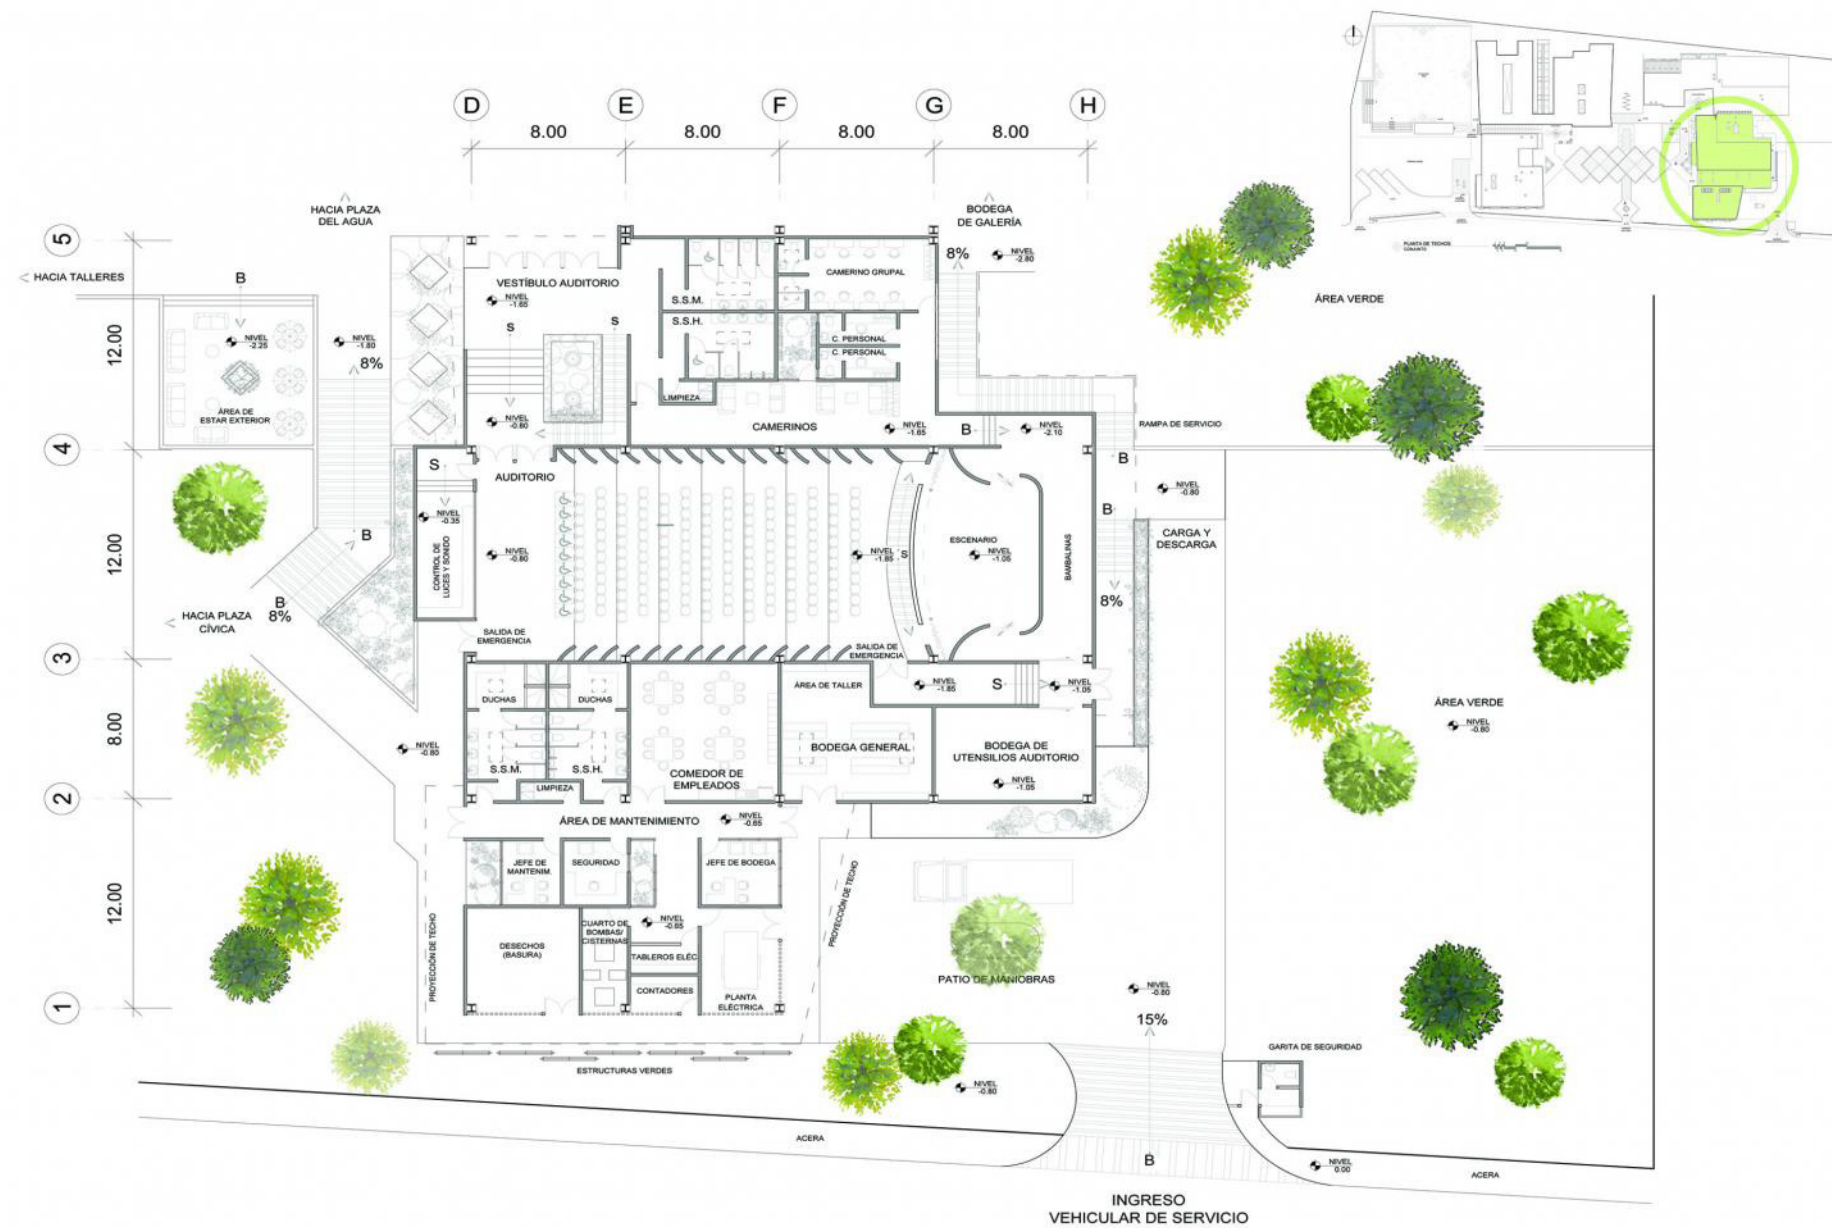 D E F G H
8.00 8.00 8.00 8.00
PLANTA DE TECHOS
CONJUNTO
HACIA PLAZA
DEL AGUA
BODEGA
DE GALERÍA
5
HACIA TALLERES
B
8%
NIVEL
-2.80
VESTÍBULO AUDITORIO
NIVEL
-1.65
CAMERINO GRUPAL
S.S.M.
S.S.H.
S
S
ÁREA VERDE
12.00
NIVEL
-2.25
NIVEL
-1.80
8%
C. PERSONAL
C. PERSONAL
LIMPIEZA
ÁREA DE
ESTAR EXTERIOR
NIVEL
-0.80
CAMERINOS
NIVEL
-1.65
B
NIVEL
-2.10
RAMPA DE SERVICIO
4
S
AUDITORIO
B
NIVEL
-0.80
NIVEL
-0.35
B
CARGA Y
DESCARGA
B
12.00
CONTROL DE
LUCES Y SONIDO
NIVEL
-0.80
NIVEL
-1.85
S
ESCENARIO
NIVEL
-1.05
BAMBALINAS
8%
B
8%
HACIA PLAZA
CÍVICA
SALIDA DE
EMERGENCIA
SALIDA DE
EMERGENCIA
3
DUCHAS
DUCHAS
ÁREA DE TALLER
NIVEL
-1.85
S
NIVEL
-1.05
ÁREA VERDE
NIVEL
-0.80
8.00
NIVEL
-0.80
S.S.M.
S.S.H.
COMEDOR DE
EMPLEADOS
BODEGA GENERAL
BODEGA DE
UTENSILIOS AUDITORIO
NIVEL
-1.05
2
LIMPIEZA
ÁREA DE MANTENIMIENTO
NIVEL
-0.65
JEFE DE
MANTENIM.
SEGURIDAD
JEFE DE BODEGA
12.00
PROYECCIÓN DE TECHO
PROYECCIÓN DE TECHO
DESECHOS
(BASURA)
CUARTO DE
BOMBAS/
CISTERNAS
NIVEL
-0.65
TABLEROS ELÉC.
CONTADORES
PLANTA
ELÉCTRICA
PATIO DE MANIOBRAS
NIVEL
-0.80
1
15%
ESTRUCTURAS VERDES
GARITA DE SEGURIDAD
NIVEL
-0.80
ACERA
B
NIVEL
0.00
ACERA
INGRESO
VEHICULAR DE SERVICIO